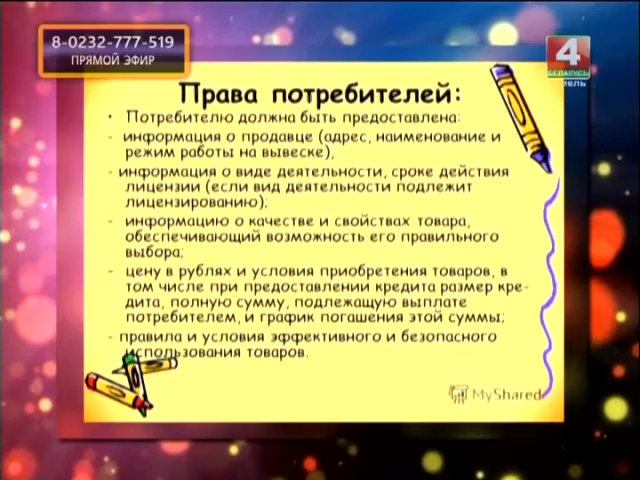 8-0232-777-519
ПРЯМОЙ ЭФИР
4
БЕЛАРУСЬ
Права потребителей:
• Потребителю должна быть предоставлена:
- информация о продавце (адрес, наименование и
режим работы на вывеске),
- информация о виде деятельности, сроке действия
лицензии (если вид деятельности подлежит
лицензированию);
- информацию о качестве и свойствах товара,
обеспечивающий возможность его правильного
выбора;
- цену в рублях и условия приобретения товаров, в
том числе при предоставлении кредита размер кре-
дита, полную сумму, подлежащую выплате
потребителем, и график погашения этой суммы;
- правила и условия эффективного и безопасного
использования товаров.
MyShared